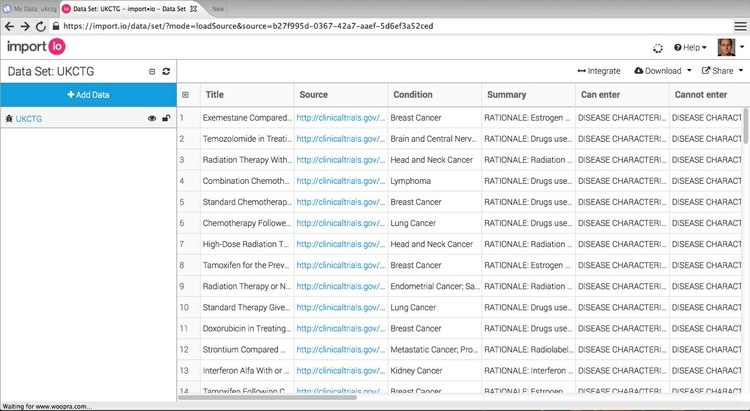 My Data: ukctg
Data Set: UKCTG – import•io – Data Set
New
https://import.io/data/set/?mode=loadSource&source=b27f995d-0367-42a7-aaef-5d6ef3a52ced
import io
Help
Data Set: UKCTG
Integrate Download Share
Add Data
Title Source Condition Summary Can enter Cannot enter
UKCTG
1 Exemestane Compared... http://clinicaltrials.gov/... Breast Cancer RATIONALE: Estrogen ... DISEASE CHARACTERI... DISEASE CHARACT
2 Temozolomide in Treati... http://clinicaltrials.gov/... Brain and Central Nerv... RATIONALE: Drugs use... DISEASE CHARACTERI... DISEASE CHARACT
3 Radiation Therapy With... http://clinicaltrials.gov/... Head and Neck Cancer RATIONALE: Radiation ... DISEASE CHARACTERI... DISEASE CHARACT
4 Combination Chemoth... http://clinicaltrials.gov/... Lymphoma RATIONALE: Drugs use... DISEASE CHARACTERI... DISEASE CHARACT
5 Standard Chemotherap... http://clinicaltrials.gov/... Breast Cancer RATIONALE: Drugs use... DISEASE CHARACTERI... DISEASE CHARACT
6 Chemotherapy Followe... http://clinicaltrials.gov/... Lung Cancer RATIONALE: Drugs use... DISEASE CHARACTERI... DISEASE CHARACT
7 High-Dose Radiation T... http://clinicaltrials.gov/... Head and Neck Cancer RATIONALE: Radiation ... DISEASE CHARACTERI... DISEASE CHARACT
8 Tamoxifen for the Prev... http://clinicaltrials.gov/... Breast Cancer RATIONALE: Estrogen ... DISEASE CHARACTERI... DISEASE CHARACT
9 Radiation Therapy or N... http://clinicaltrials.gov/... Endometrial Cancer; Sa... RATIONALE: Radiation ... DISEASE CHARACTERI... DISEASE CHARACT
10 Standard Therapy Give... http://clinicaltrials.gov/... Lung Cancer RATIONALE: Drugs use... DISEASE CHARACTERI... DISEASE CHARACT
11 Doxorubicin in Treating... http://clinicaltrials.gov/... Breast Cancer RATIONALE: Drugs use... DISEASE CHARACTERI... DISEASE CHARACT
12 Strontium Compared ... http://clinicaltrials.gov/... Metastatic Cancer; Pro... RATIONALE: Radiolabel... DISEASE CHARACTERI... DISEASE CHARACT
13 Interferon Alfa With or ... http://clinicaltrials.gov/... Kidney Cancer RATIONALE: Interferon ... DISEASE CHARACTERI... DISEASE CHARACT
14 Tamoxifen Following C... http://clinicaltrials.gov/... Breast Cancer RATIONALE: Estrogen ... DISEASE CHARACTERI... DISEASE CHARACT
Waiting for www.woopra.com...